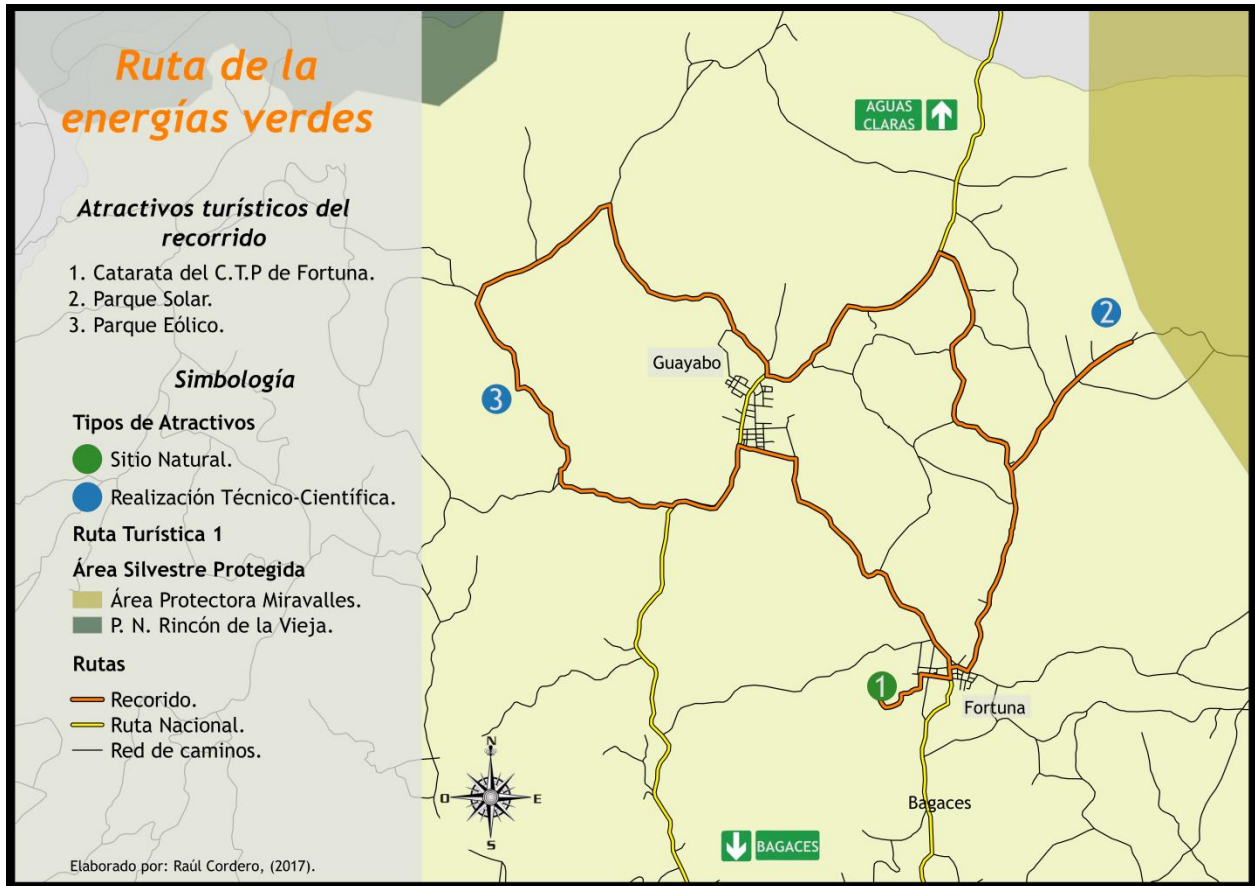 Ruta de la
energías verdes
Atractivos turísticos del
recorrido
1. Catarata del C.T.P de Fortuna.
2. Parque Solar.
3. Parque Eólico.
Simbología
Tipos de Atractivos
Sitio Natural.
Realización Técnico-Científica.
Ruta Turística 1
Área Silvestre Protegida
Área Protectora Miravalles.
P. N. Rincón de la Vieja.
Rutas
Recorido.
Ruta Nacional.
Red de caminos.
Elaborado por: Raúl Cordero, (2017).
AGUAS
CLARAS
2
Guayabo
3
1
Fortuna
N
O
E
S
Bagaces
BAGACES